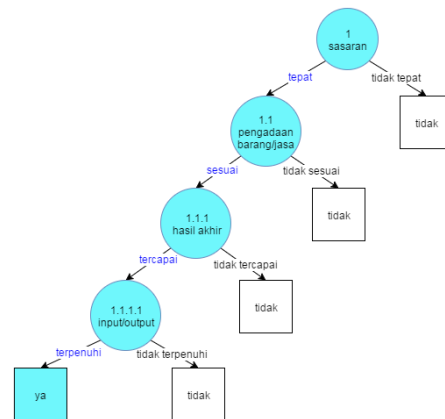 1
sasaran
tepat
tidak tepat
1.1
pengadaan
barang/jasa
tidak
sesuai
tidak sesuai
1.1.1
hasil akhir
tidak
tercapai
tidak tercapai
1.1.1.1
input/output
tidak
terpenuhi
tidak terpenuhi
ya
tidak